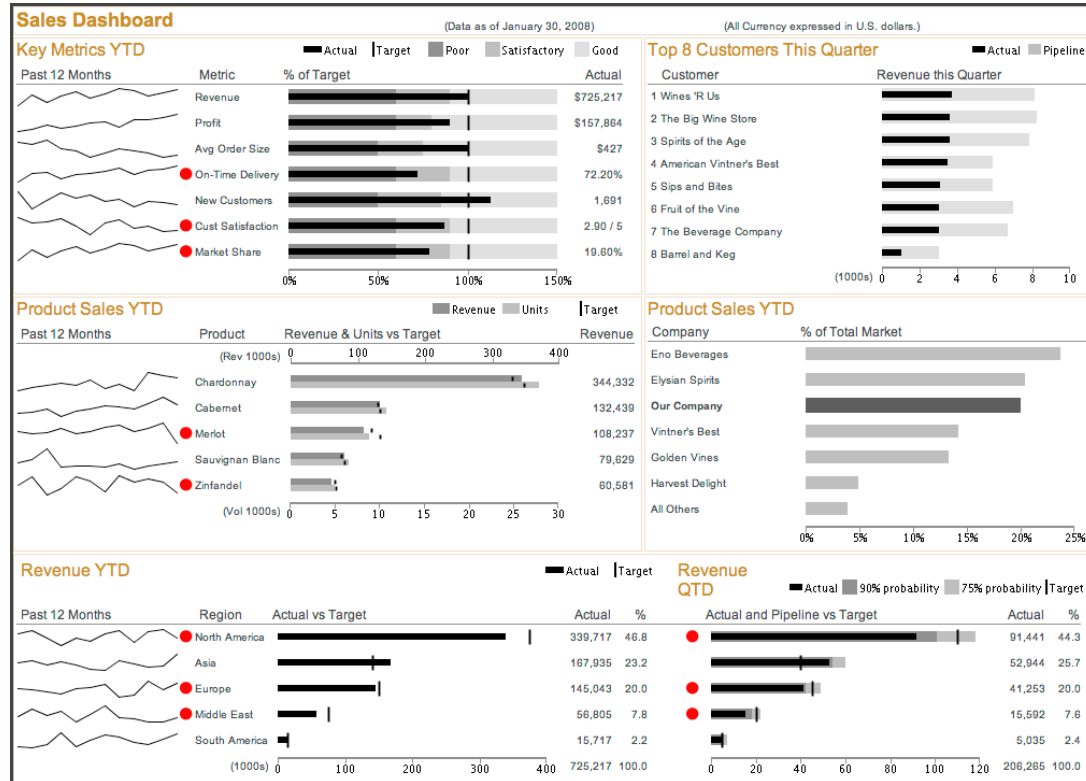 Sales Dashboard (Data as of January 30, 2008) (All Currency expressed in U.S. dollars.)
Key Metrics YTD Actual Target Poor Satisfactory Good
Past 12 Months Metric % of Target Actual
Revenue $725,217
Profit $157,864
Avg Order Size $427
On-Time Delivery 72.20%
New Customers 1,691
Cust Satisfaction 2.90 / 5
Market Share 19.60%
0% 50% 100% 150%
Top 8 Customers This Quarter Actual Pipeline
Customer Revenue this Quarter
1 Wines 'R Us
2 The Big Wine Store
3 Spirits of the Age
4 American Vintner's Best
5 Sips and Bites
6 Fruit of the Vine
7 The Beverage Company
8 Barrel and Keg
(1000s) 0 2 4 6 8 10
Product Sales YTD Revenue Units Target
Past 12 Months Product Revenue & Units vs Target Revenue
(Rev 1000s) 0 100 200 300 400
Chardonnay 344,332
Cabernet 132,439
Merlot 108,237
Sauvignan Blanc 79,629
Zinfandel 60,581
(Vol 1000s) 0 5 10 15 20 25 30
Product Sales YTD
Company % of Total Market
Eno Beverages
Elysian Spirits
Our Company
Vintner's Best
Golden Vines
Harvest Delight
All Others
0% 5% 10% 15% 20% 25%
Revenue YTD Actual Target
Past 12 Months Region Actual vs Target Actual %
North America 339,717 46.8
Asia 167,935 23.2
Europe 145,043 20.0
Middle East 56,805 7.8
South America 15,717 2.2
(1000s) 0 100 200 300 400 725,217 100.0
Revenue
QTD Actual 90% probability 75% probability Target
Actual and Pipeline vs Target Actual %
91,441 44.3
52,944 25.7
41,253 20.0
15,592 7.6
5,035 2.4
0 20 40 60 80 100 120 206,265 100.0